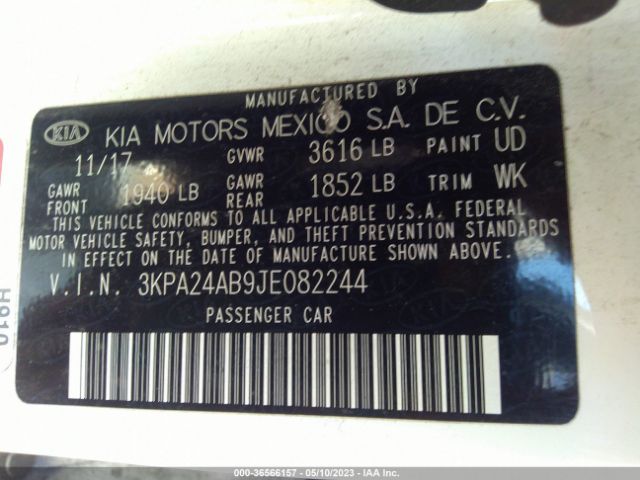 MANUFACTURED BY
KIA KIA MOTORS MEXICO S.A. DE C.V.
11/17 GVWR 3616 LB PAINT UD
GAWR FRONT 1940 LB GAWR REAR 1852 LB TRIM WK
THIS VEHICLE CONFORMS TO ALL APPLICABLE U.S.A. FEDERAL
MOTOR VEHICLE SAFETY, BUMPER, AND THEFT PREVENTION STANDARDS
IN EFFECT ON THE DATE OF MANUFACTURE SHOWN ABOVE.
V.I.N. 3KPA24AB9JE082244
PASSENGER CAR
H910
000-36566157 - 05/10/2023 - IAA Inc.